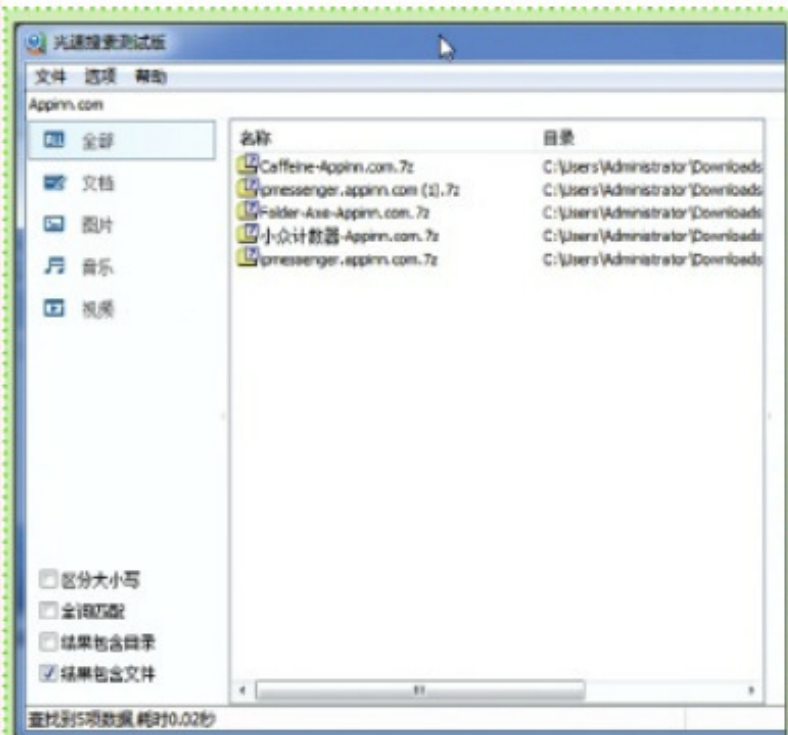 光速搜索测试版
文件 选项 帮助
Appinn.com
全部
文档
图片
音乐
视频
名称 目录
Caffeine-Appinn.com.7z C:\Users\Administrator\Downloads
ipmessenger.appinn.com (1).7z C:\Users\Administrator\Downloads
Folder-Axe-Appinn.com.7z C:\Users\Administrator\Downloads
小众计数器-Appinn.com.7z C:\Users\Administrator\Downloads
ipmessenger.appinn.com.7z C:\Users\Administrator\Downloads
区分大小写
全词匹配
结果包含目录
结果包含文件
查找到5项数据,耗时0.02秒